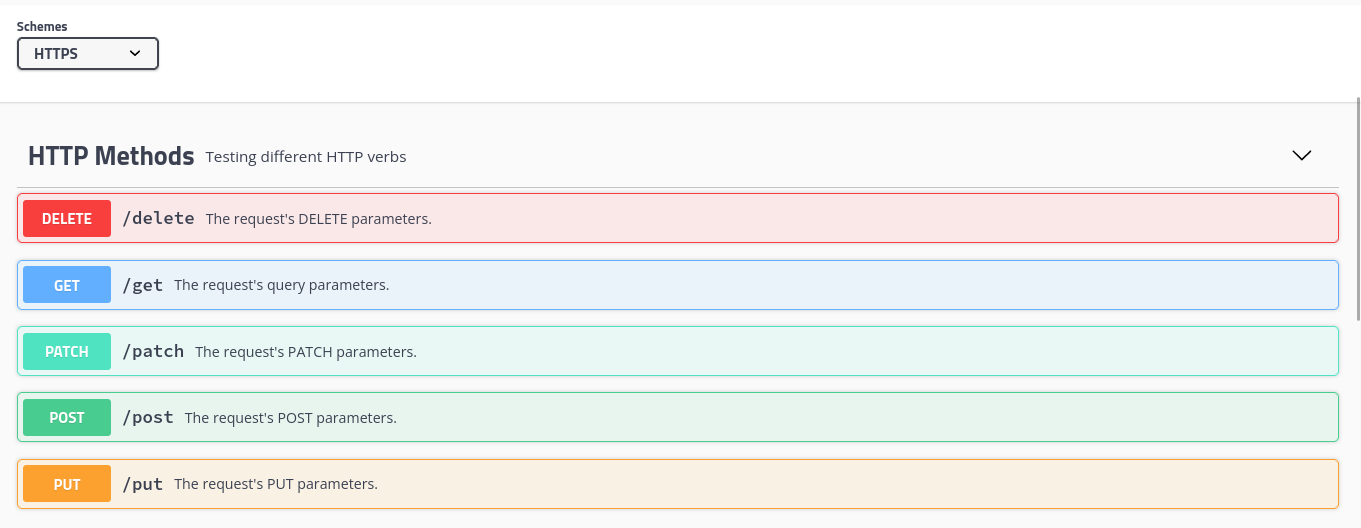 Schemes
HTTPS
HTTP Methods Testing different HTTP verbs
DELETE /delete The request's DELETE parameters.
GET /get The request's query parameters.
PATCH /patch The request's PATCH parameters.
POST /post The request's POST parameters.
PUT /put The request's PUT parameters.